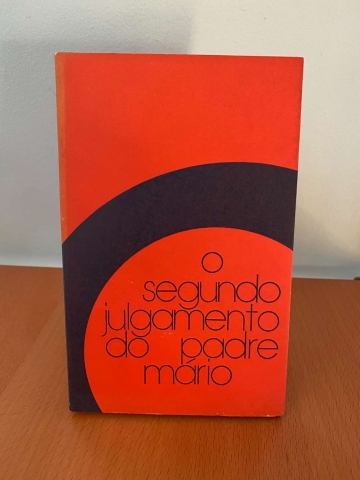 o
segundo
julgamento
do padre
mário